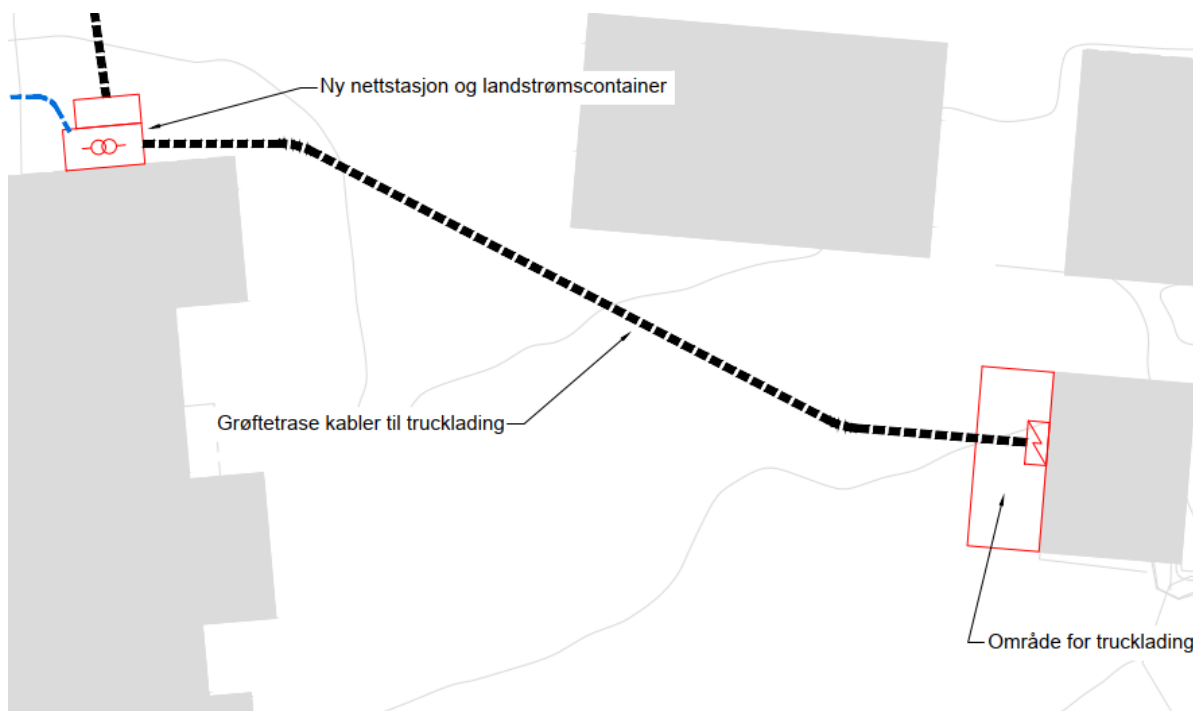 Ny nettstasjon og landstrømscontainer
Grøftetrase kabler til trucklading
Område for trucklading